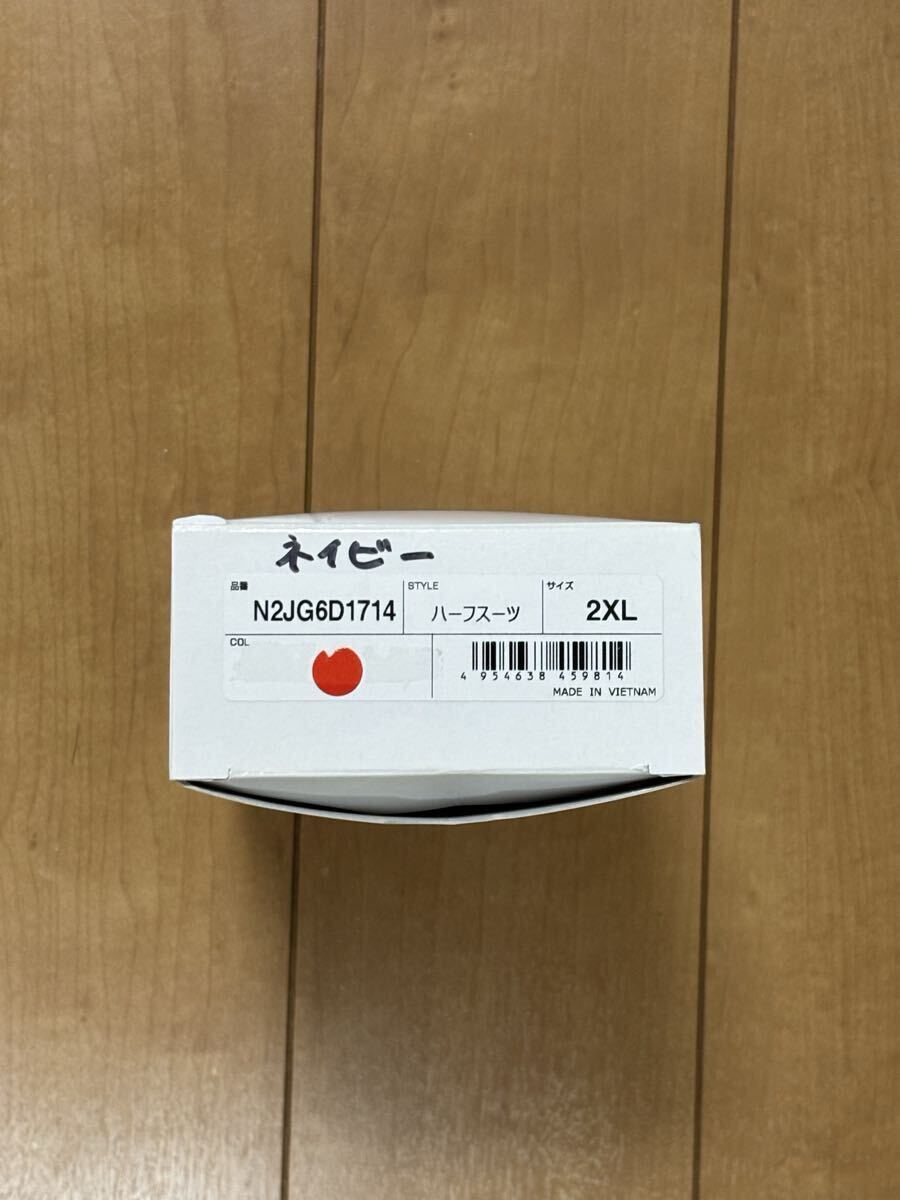 ネイビー
品番 STYLE サイズ
N2JG6D1714 ハーフスーツ 2XL
COL
4 954638 459814
MADE IN VIETNAM